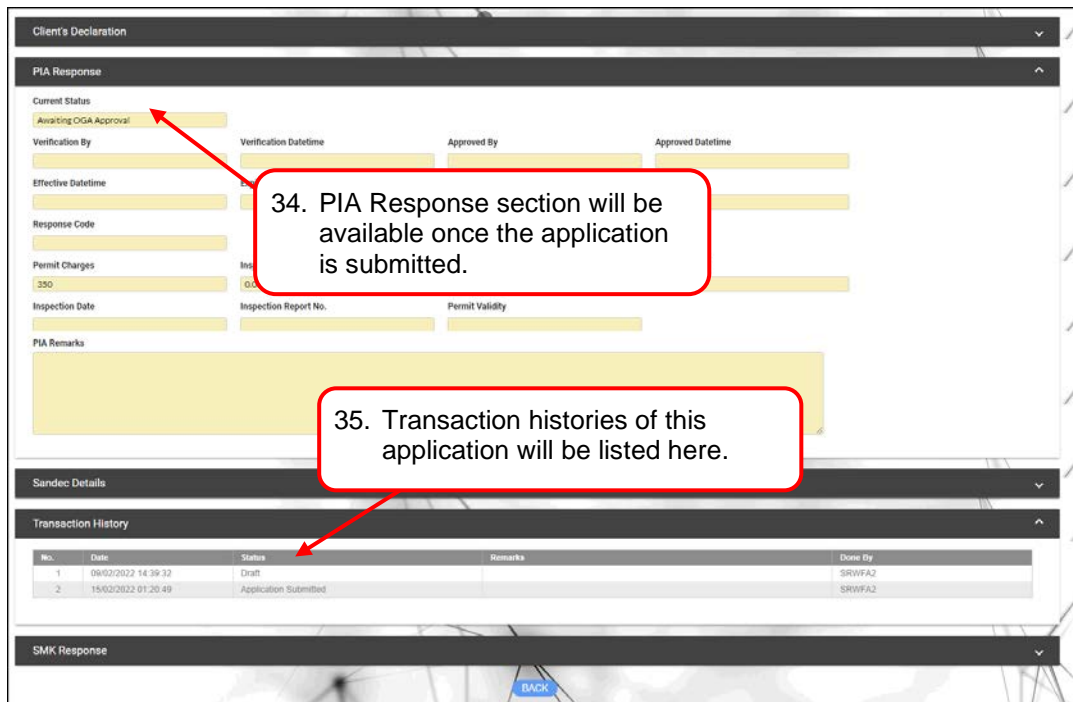 Client's Declaration
PIA Response
Current Status
Awaiting OGA Approval
Verification By Verification Datetime Approved By Approved Datetime
Effective Datetime
34. PIA Response section will be
available once the application
is submitted.
Response Code
Permit Charges
350
Inspection Date Inspection Report No. Permit Validity
PIA Remarks
35. Transaction histories of this
application will be listed here.
Sandec Details
Transaction History
No. Date Status Remarks Done By
1 09/02/2022 14:39:32 Draft SRWFA2
2 15/02/2022 01:20:49 Application Submitted SRWFA2
SMK Response
BACK